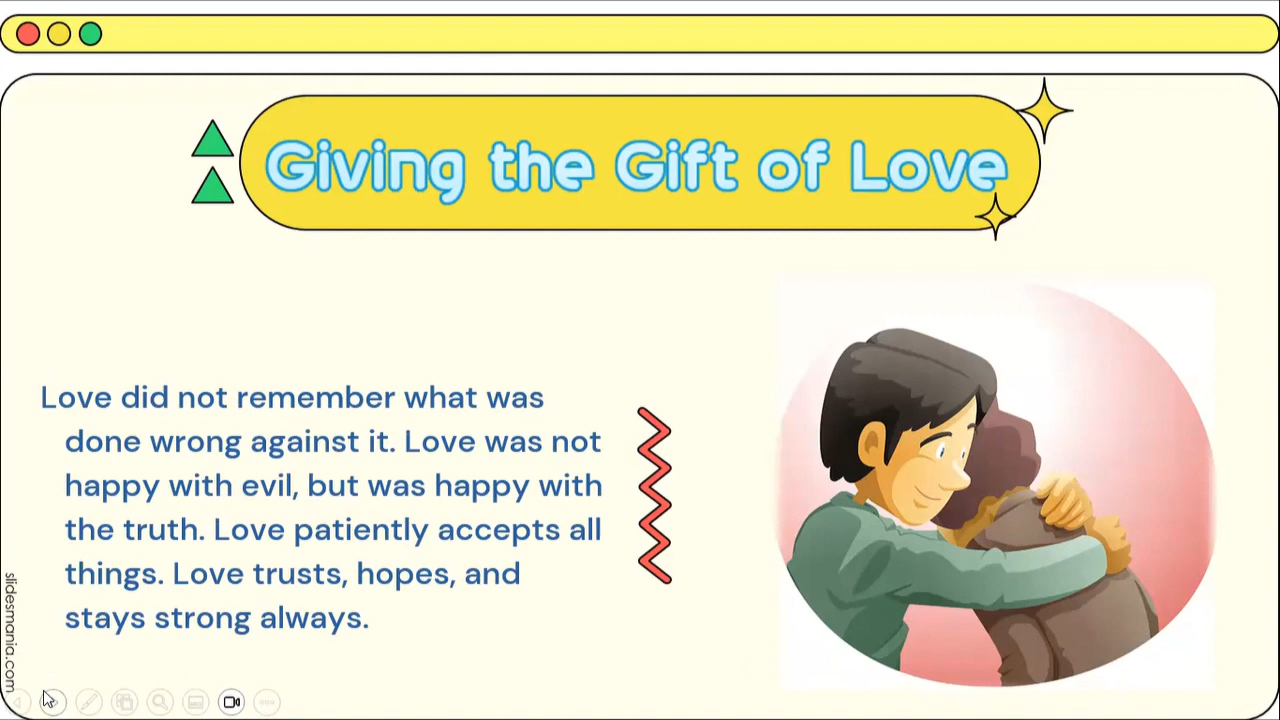 Giving the Gift of Love
Love did not remember what was
done wrong against it. Love was not
happy with evil, but was happy with
the truth. Love patiently accepts all
things. Love trusts, hopes, and
stays strong always.
slidesmania.com